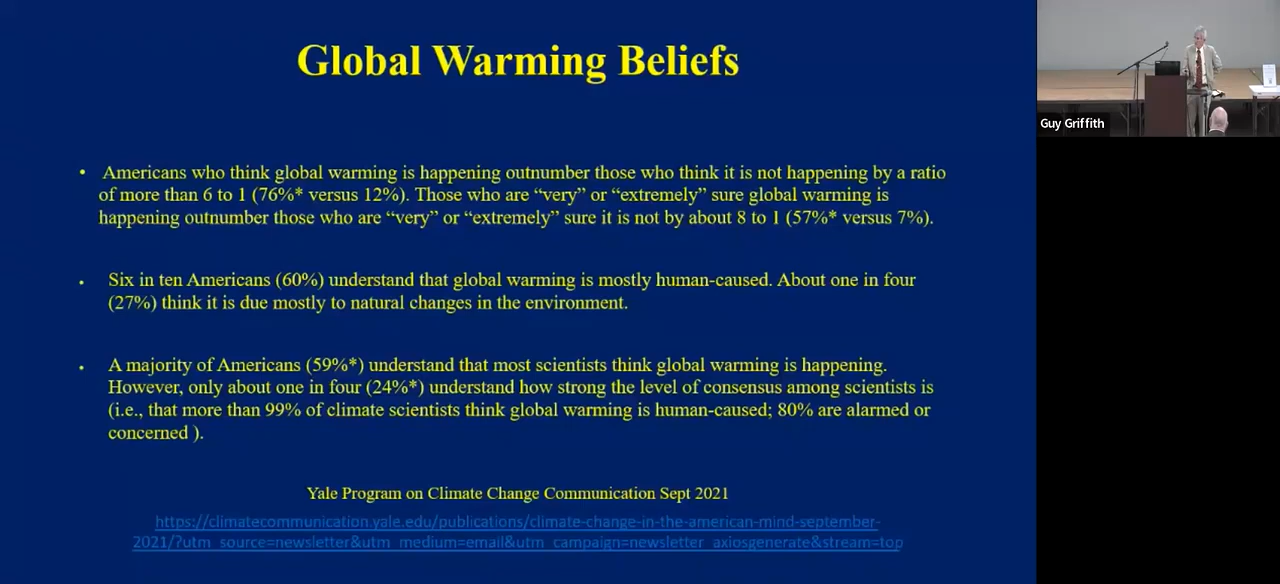 Global Warming Beliefs
• Americans who think global warming is happening outnumber those who think it is not happening by a ratio
of more than 6 to 1 (76%* versus 12%). Those who are “very” or “extremely” sure global warming is
happening outnumber those who are “very” or “extremely” sure it is not by about 8 to 1 (57%* versus 7%).
• Six in ten Americans (60%) understand that global warming is mostly human-caused. About one in four
(27%) think it is due mostly to natural changes in the environment.
• A majority of Americans (59%*) understand that most scientists think global warming is happening.
However, only about one in four (24%*) understand how strong the level of consensus among scientists is
(i.e., that more than 99% of climate scientists think global warming is human-caused; 80% are alarmed or
concerned ).
Yale Program on Climate Change Communication Sept 2021
https://climatecommunication.yale.edu/publications/climate-change-in-the-american-mind-september-
2021/?utm_source=newsletter&utm_medium=email&utm_campaign=newsletter_axiosgenerate&stream=top
Guy Griffith